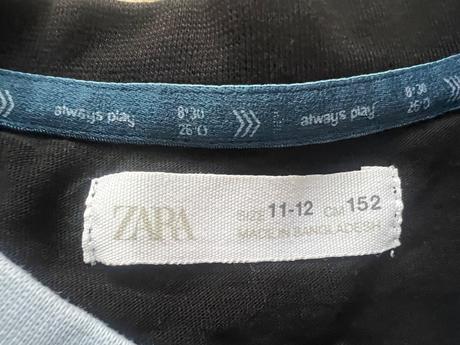 always play 8°30 26°0 always play 8°30 26°0
ZARA SIZE 11-12 CM 152
MADE IN BANGLADESH